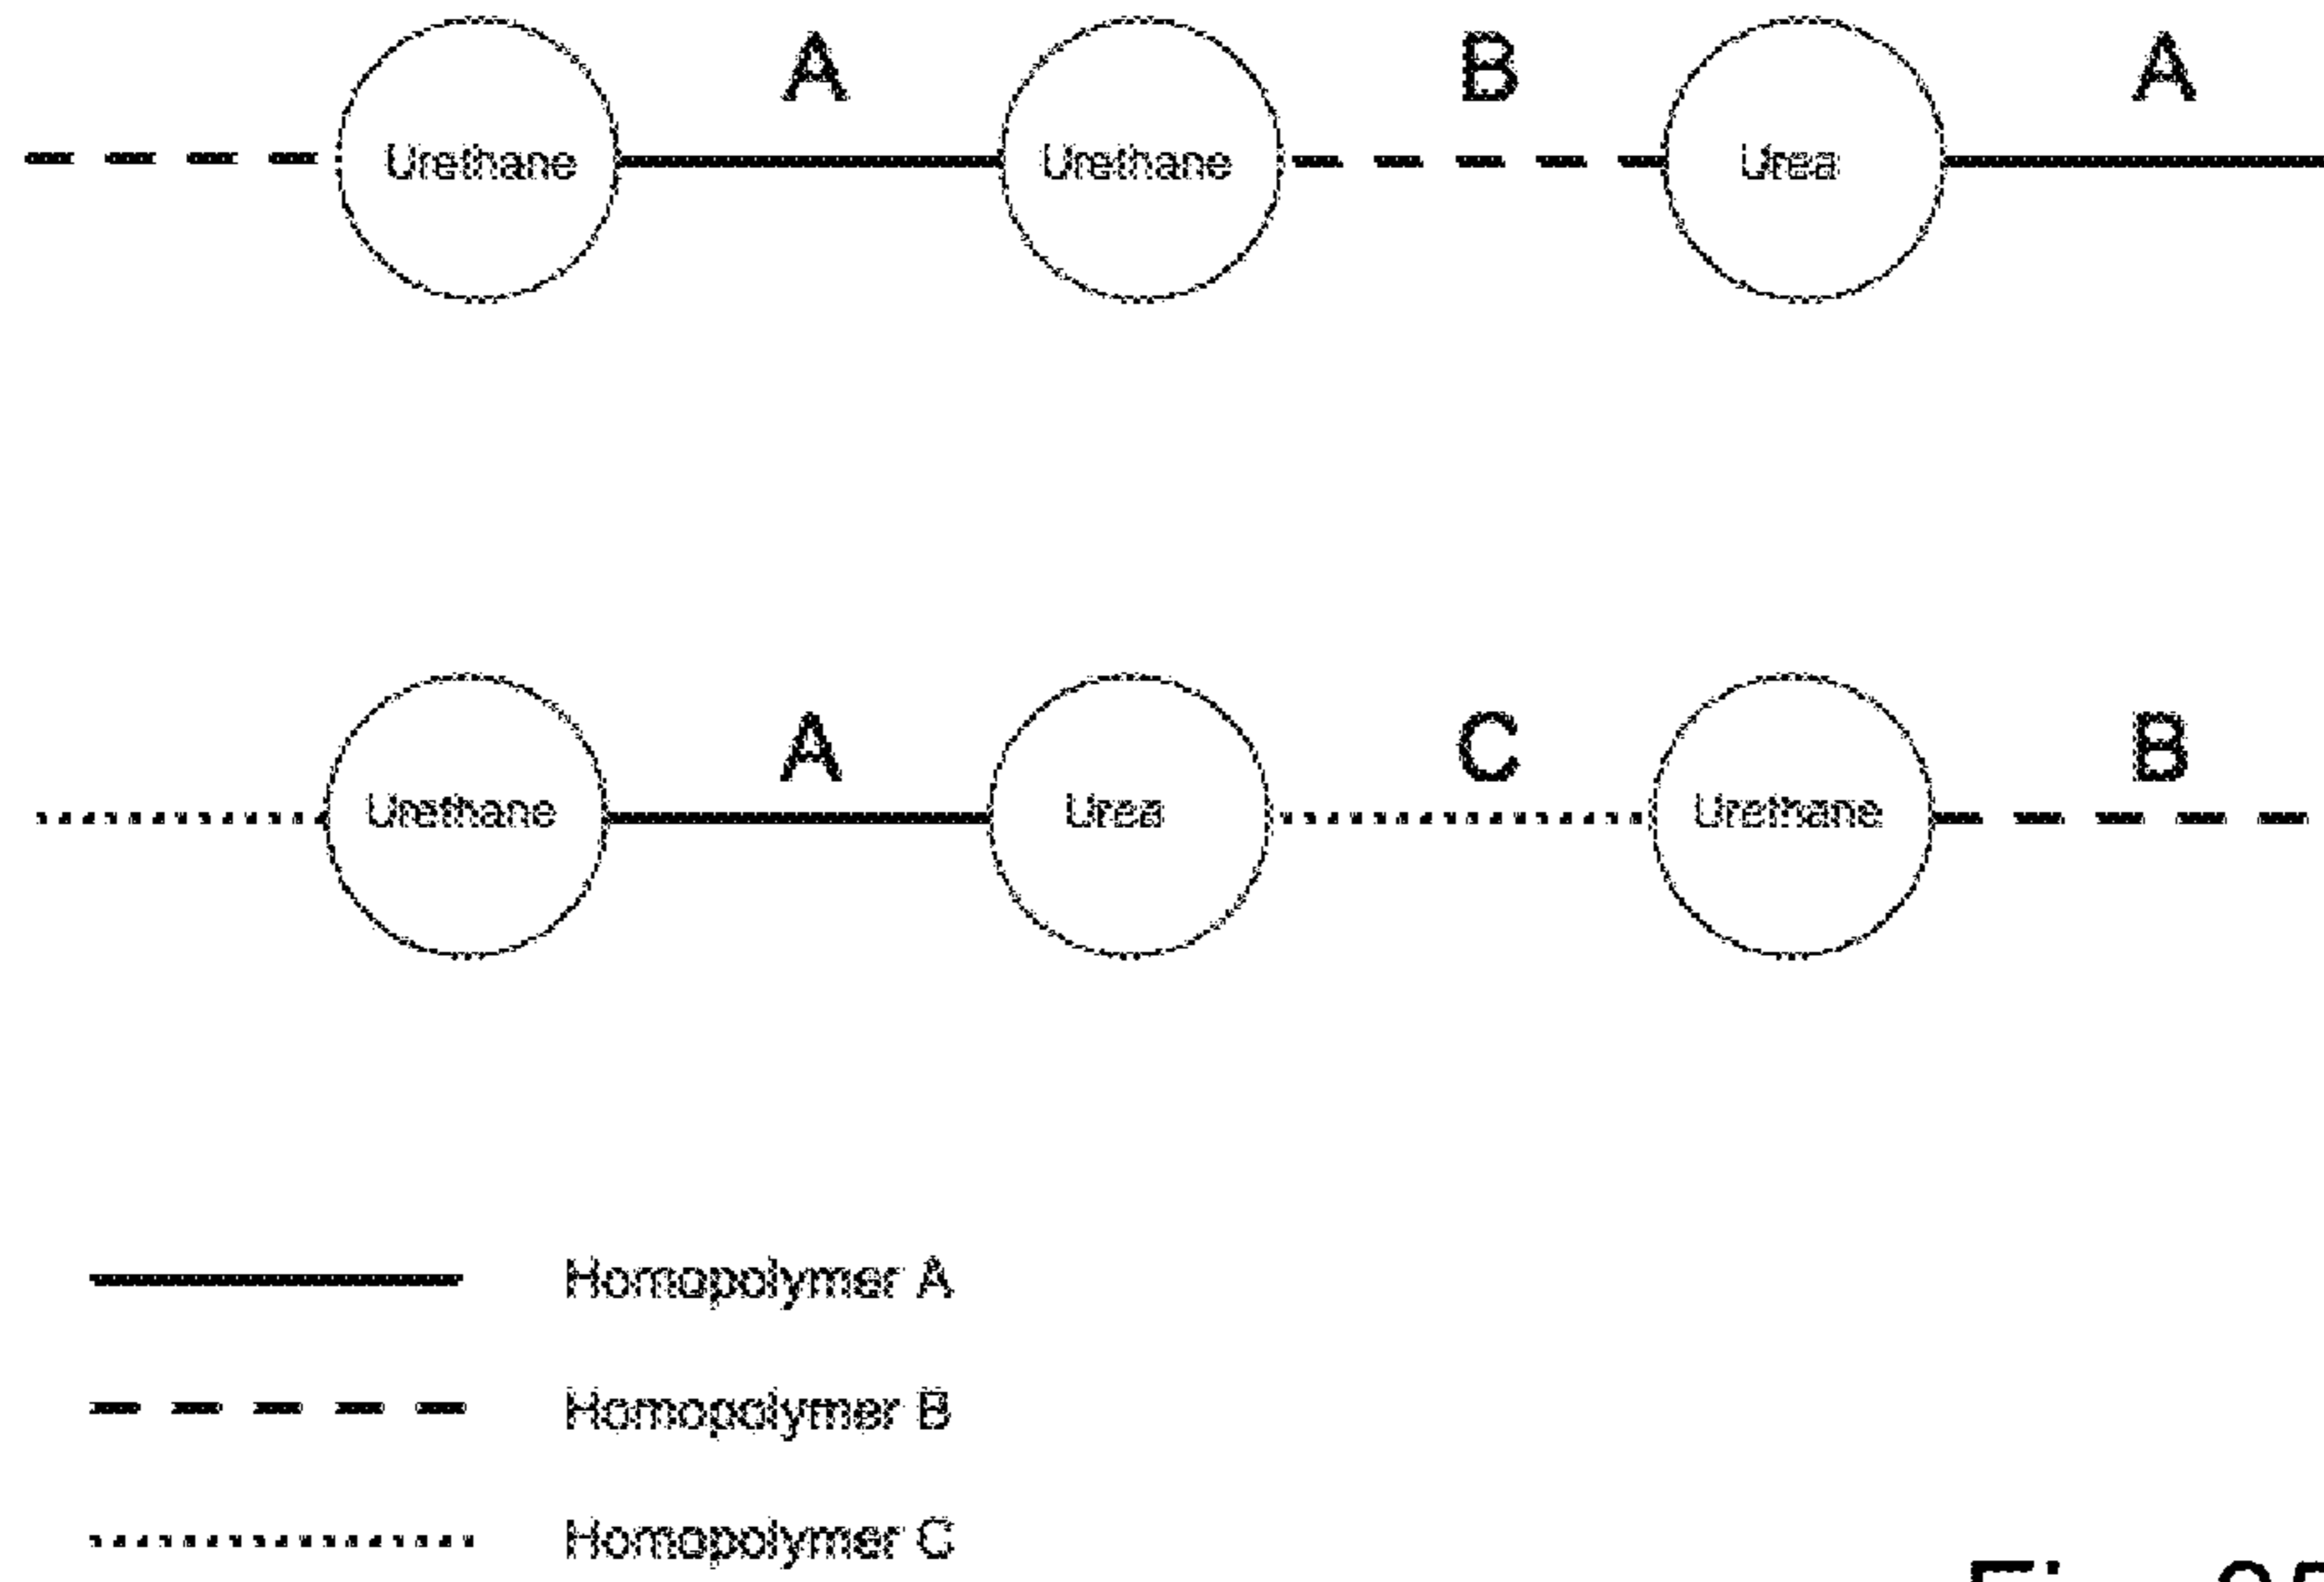 A B A
Urethane Urethane Urea
A C B
Urethane Urea Urethane
Homopolymer A
Homopolymer B
Homopolymer C